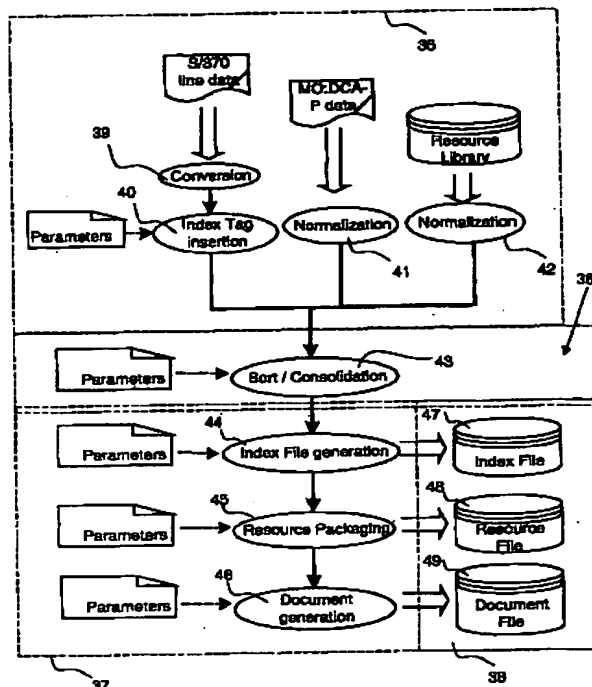 35
S/370
line data
MO:DCA-
P data
Resource
Library
39
Conversion
40
Index Tag
insertion
Parameters
Normalization
41
Normalization
42
36
43
Parameters
Sort / Consolidation
44
47
Parameters
Index File generation
Index File
45
48
Parameters
Resource Packaging
Resource
File
46
49
Parameters
Document
generation
Document
File
37
38